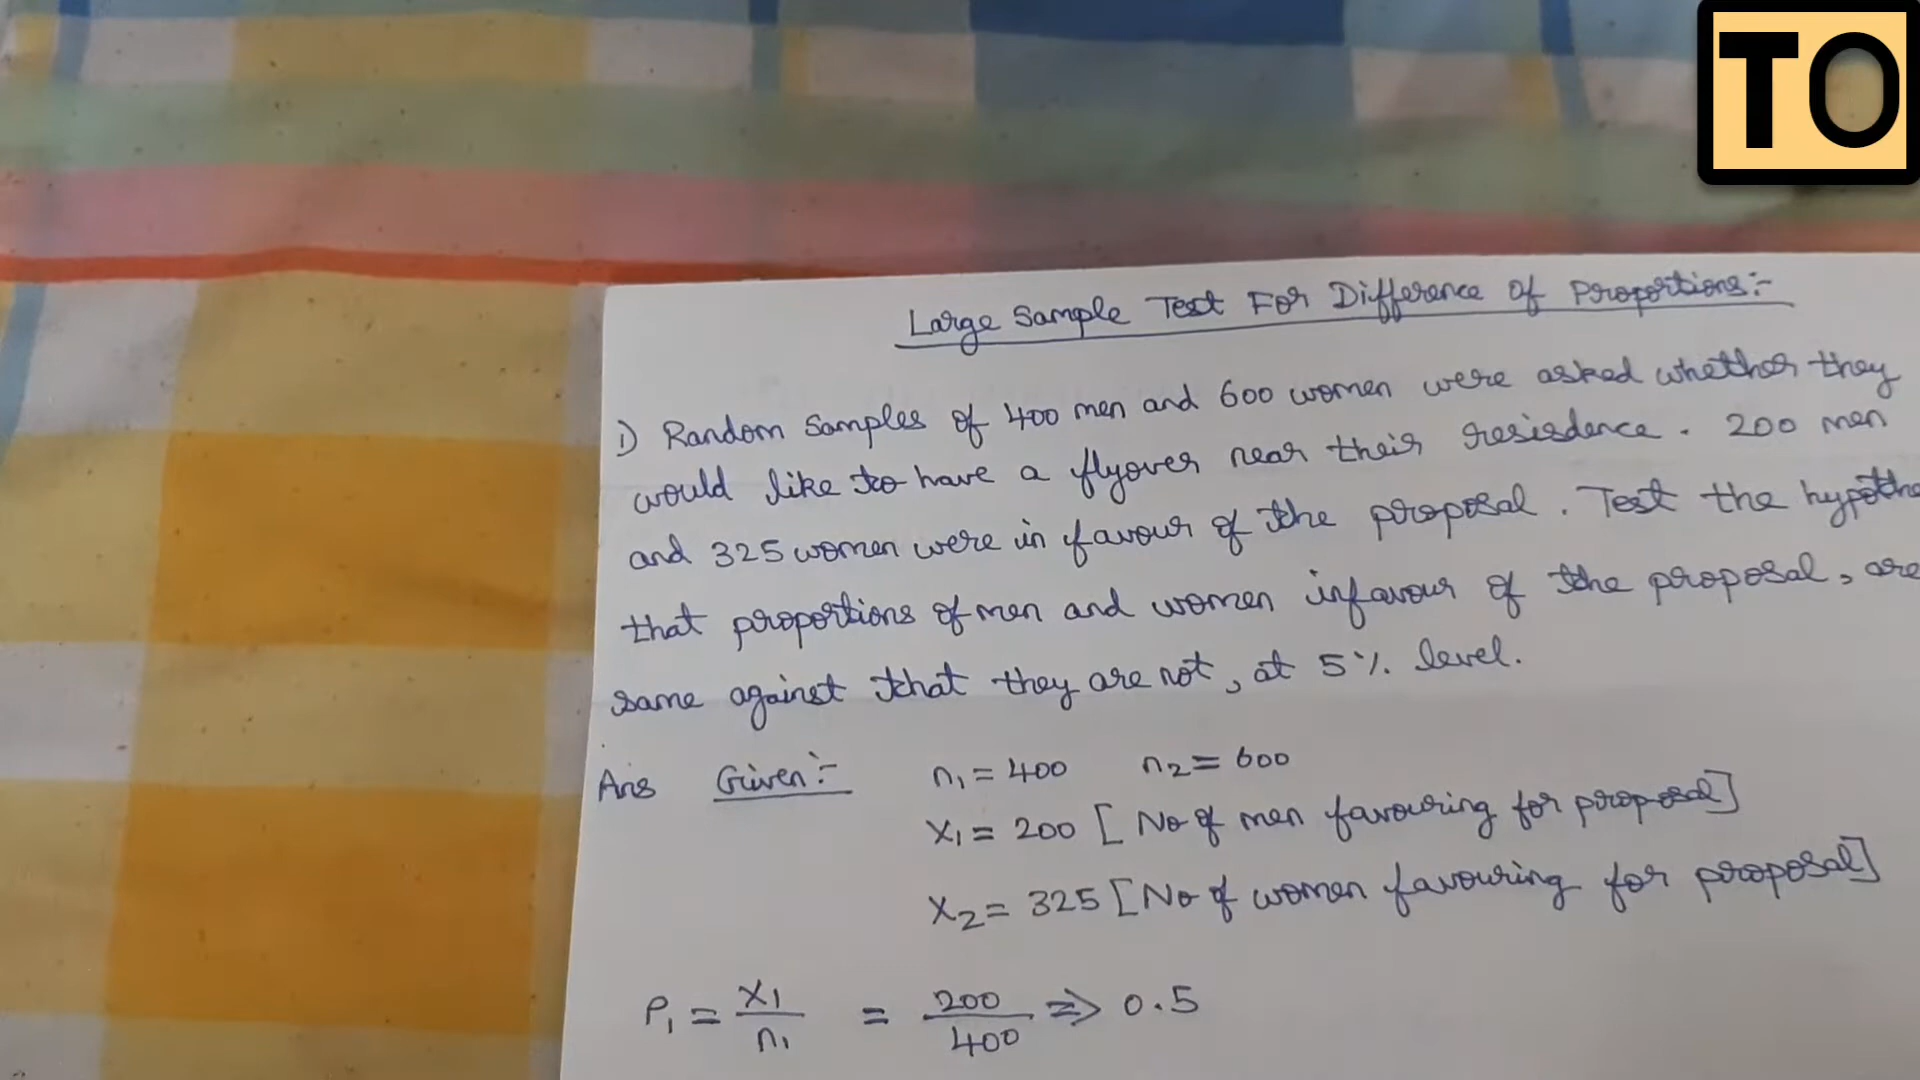 TO
Large Sample Test For Difference of Proportions:-
1) Random Samples of 400 men and 600 women were asked whether they
would like to have a flyover near their resisdence. 200 men
and 325 women were in favour of the proposal. Test the
that proportions of men and women infavour of the proposal, are
same against that they are not, at 5% level.
Ans Given:- n₁ = 400 n₂ = 600
X₁ = 200 [No of men favouring for proposal]
X₂ = 325 [No of women favouring for proposal]
P₁ = X₁/n₁ = 200/400 ⇒ 0.5